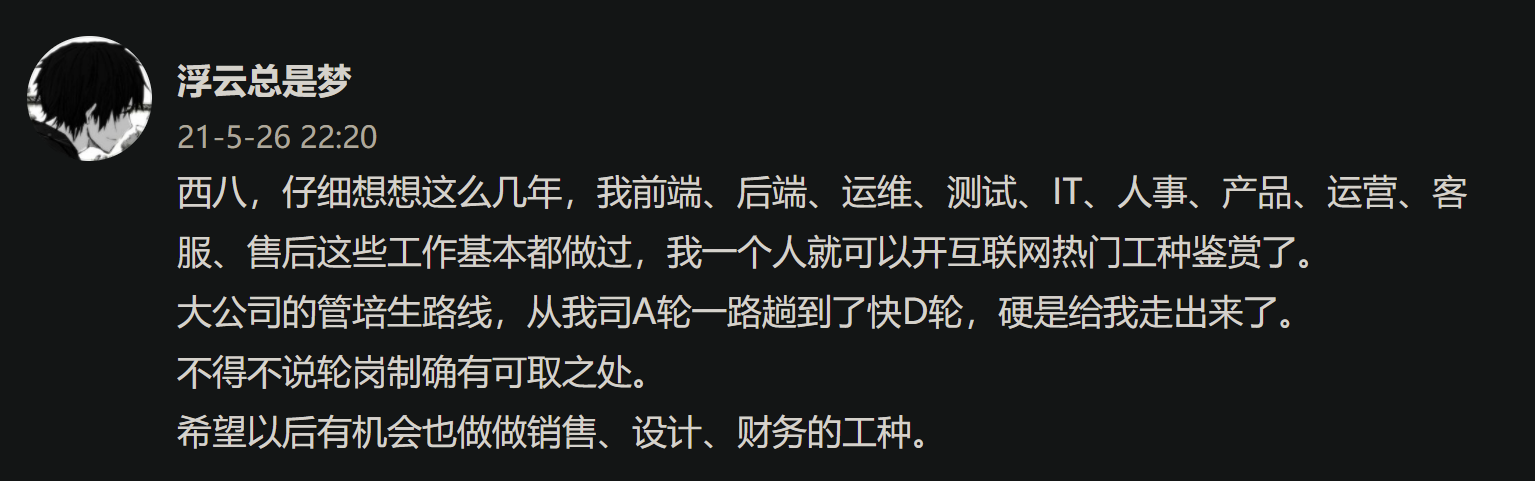 浮云总是梦
21-5-26 22:20
西八，仔细想想这么几年，我前端、后端、运维、测试、IT、人事、产品、运营、客
服、售后这些工作基本都做过，我一个人就可以开互联网热门工种鉴赏了。
大公司的管培生路线，从我司A轮一路趟到了快D轮，硬是给我走出来了。
不得不说轮岗制确有可取之处。
希望以后有机会也做做销售、设计、财务的工种。